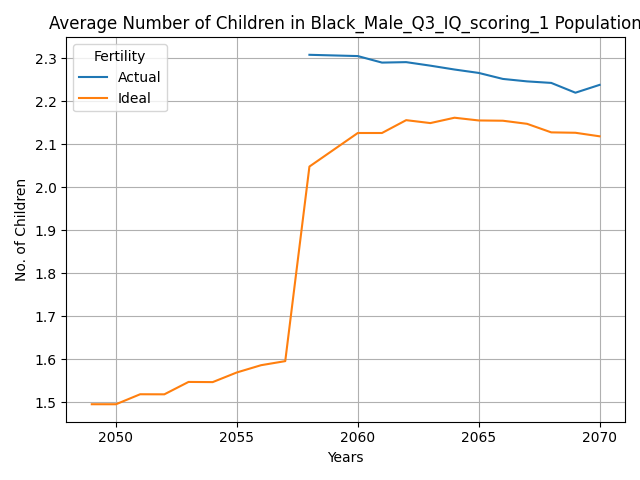 Average Number of Children in Black_Male_Q3_IQ_scoring_1 Population
Fertility
Actual
Ideal
No. of Children
2.3
2.2
2.1
2.0
1.9
1.8
1.7
1.6
1.5
2050 2055 2060 2065 2070
Years